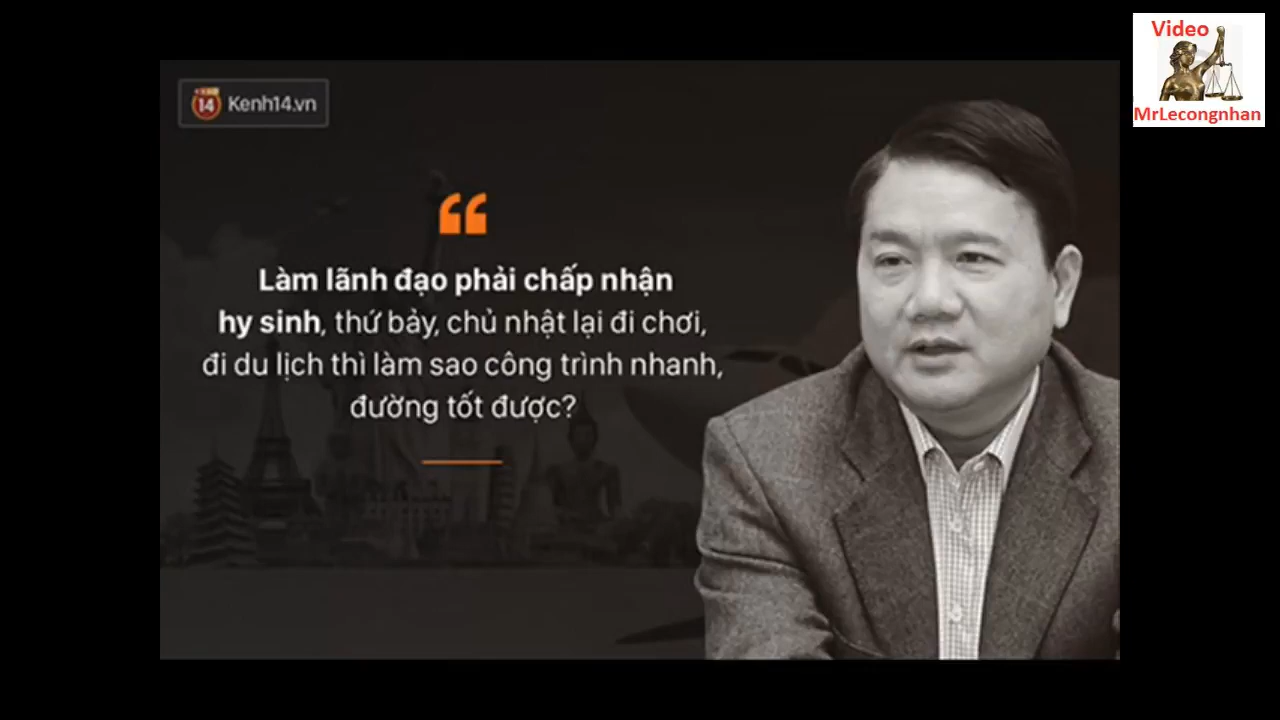 Video
MrLecongnhan
14 Kenh14.vn
“
Làm lãnh đạo phải chấp nhận
hy sinh, thứ bảy, chủ nhật lại đi chơi,
đi du lịch thì làm sao công trình nhanh,
đường tốt được?